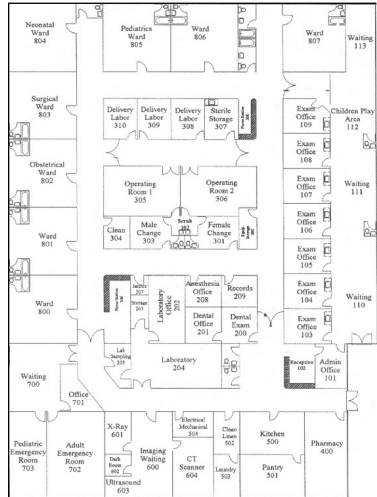 Neonatal
Ward
804
Pediatrics
Ward
805
Ward
806
Ward
807
Waiting
113
Surgical
Ward
803
Delivery
Labor
310
Delivery
Labor
309
Delivery
Labor
308
Sterile
Storage
307
Exam
Office
109
Children Play
Area
112
Exam
Office
108
Obstetrical
Ward
802
Operating
Room 1
305
Operating
Room 2
306
Exam
Office
107
Waiting
111
Exam
Office
106
Ward
801
Clean
304
Male
Change
303
Scrub
302
Female
Change
301
Exam
Office
105
Ward
800
Janitor
207
Storage
203
Laboratory
Office
202
Anesthesia
Office
208
Records
209
Exam
Office
104
Waiting
110
Dental
Office
201
Dental
Exam
200
Exam
Office
103
Lab
Sampling
205
Laboratory
204
Reception
102
Admin
Office
101
Waiting
700
Office
701
Pediatric
Emergency
Room
703
Adult
Emergency
Room
702
X-Ray
601
Dark
Room
602
Ultrasound
603
Imaging
Waiting
600
Electrical
Mechanical
504
CT
Scanner
604
Clean
Linen
502
Laundry
503
Kitchen
500
Pantry
501
Pharmacy
400